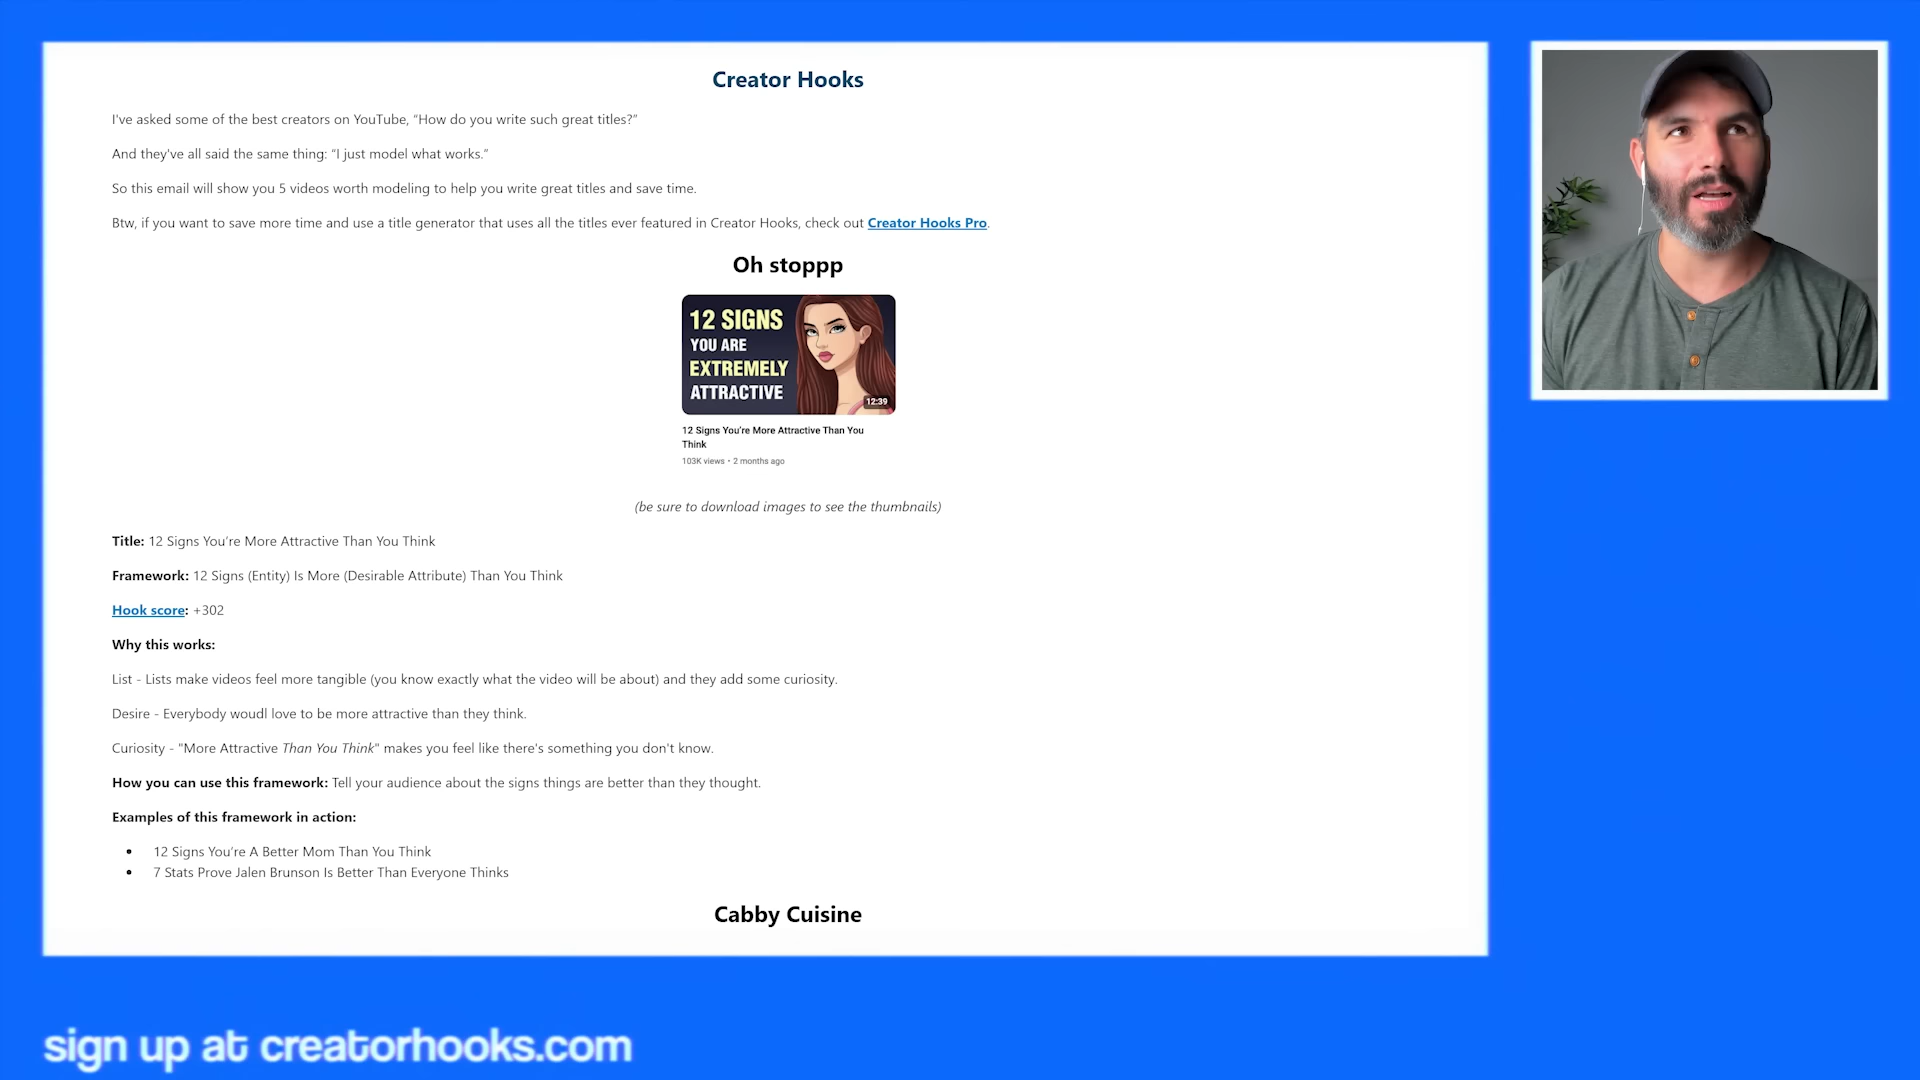 Creator Hooks
I've asked some of the best creators on YouTube, “How do you write such great titles?”
And they've all said the same thing: “I just model what works.”
So this email will show you 5 videos worth modeling to help you write great titles and save time.
Btw, if you want to save more time and use a title generator that uses all the titles ever featured in Creator Hooks, check out Creator Hooks Pro.
Oh stoppp
12 SIGNS
YOU ARE
EXTREMELY
ATTRACTIVE
12:39
12 Signs You're More Attractive Than You
Think
103K views • 2 months ago
(be sure to download images to see the thumbnails)
Title: 12 Signs You’re More Attractive Than You Think
Framework: 12 Signs (Entity) Is More (Desirable Attribute) Than You Think
Hook score: +302
Why this works:
List - Lists make videos feel more tangible (you know exactly what the video will be about) and they add some curiosity.
Desire - Everybody woudl love to be more attractive than they think.
Curiosity - "More Attractive Than You Think" makes you feel like there's something you don't know.
How you can use this framework: Tell your audience about the signs things are better than they thought.
Examples of this framework in action:
• 12 Signs You’re A Better Mom Than You Think
• 7 Stats Prove Jalen Brunson Is Better Than Everyone Thinks
Cabby Cuisine
sign up at creatorhooks.com